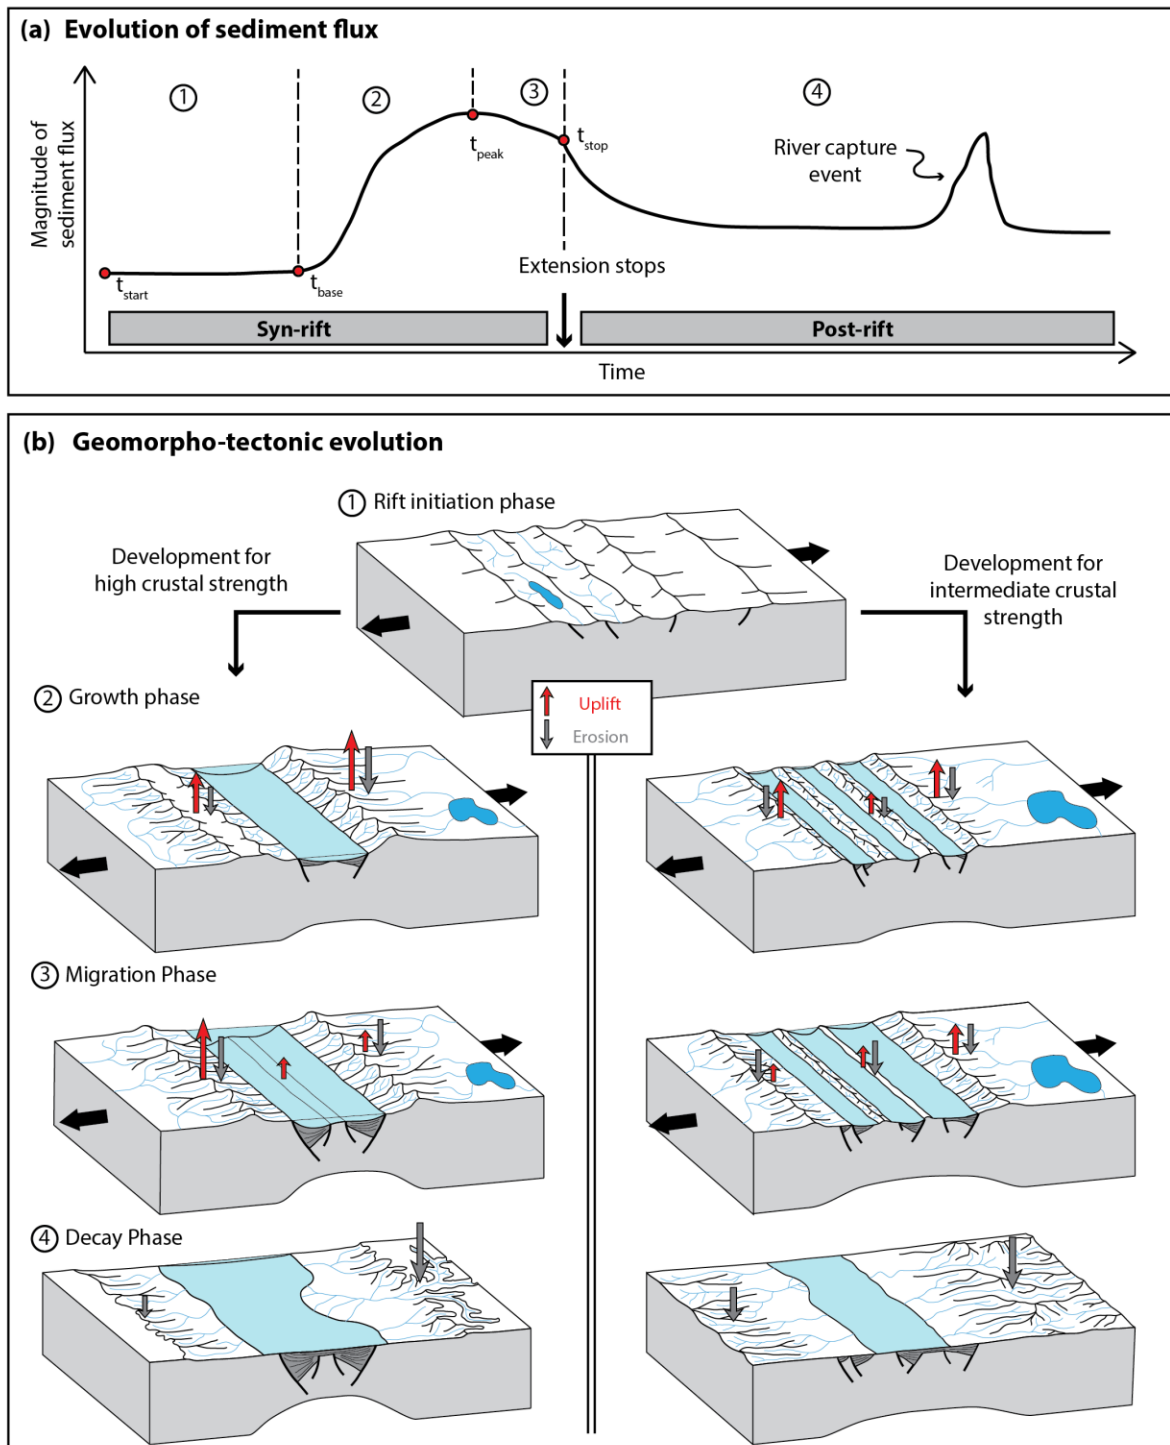 (a) Evolution of sediment flux
1
2
3
4
Magnitude of
sediment flux
t start
t base
t peak
t stop
River capture
event
Extension stops
Syn-rift
Post-rift
Time
(b) Geomorpho-tectonic evolution
1 Rift initiation phase
Development for
high crustal strength
Development for
intermediate crustal
strength
2 Growth phase
Uplift
Erosion
3 Migration Phase
4 Decay Phase